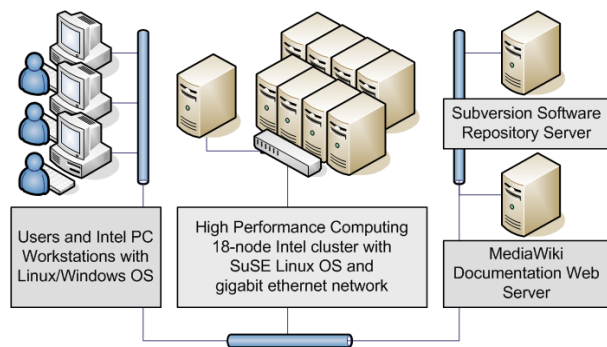 Users and Intel PC
Workstations with
Linux/Windows OS
High Performance Computing
18-node Intel cluster with
SuSE Linux OS and
gigabit ethernet network
Subversion Software
Repository Server
MediaWiki
Documentation Web
Server